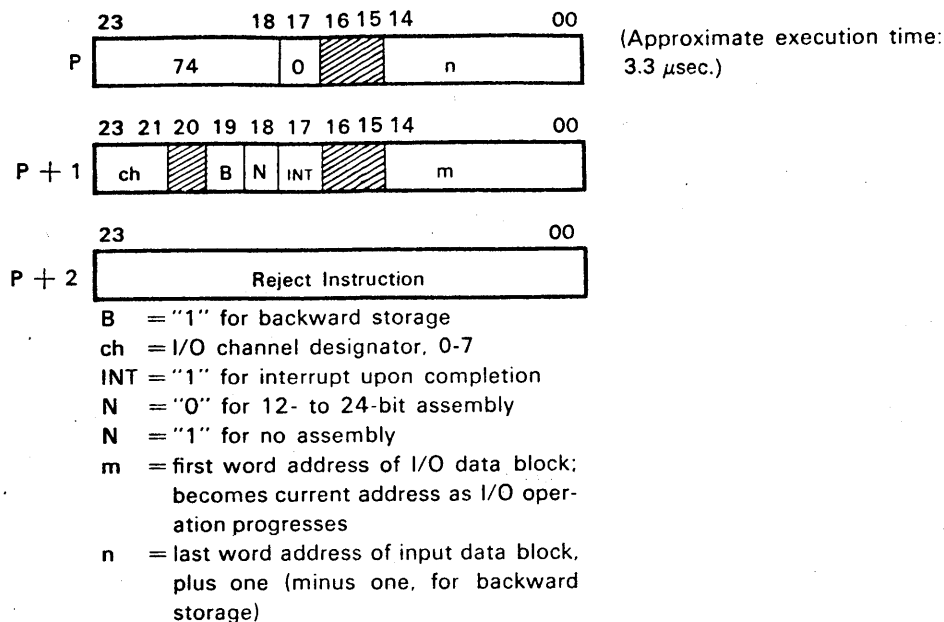 23 18 17 16 15 14 00
(Approximate execution time:
P 74 0 n
3.3 μsec.)
23 21 20 19 18 17 16 15 14 00
P + 1 ch B N INT m
23 00
P + 2 Reject Instruction
B = "1" for backward storage
ch = I/O channel designator, 0-7
INT = "1" for interrupt upon completion
N = "0" for 12- to 24-bit assembly
N = "1" for no assembly
m = first word address of I/O data block;
becomes current address as I/O oper-
ation progresses
n = last word address of input data block,
plus one (minus one, for backward
storage)